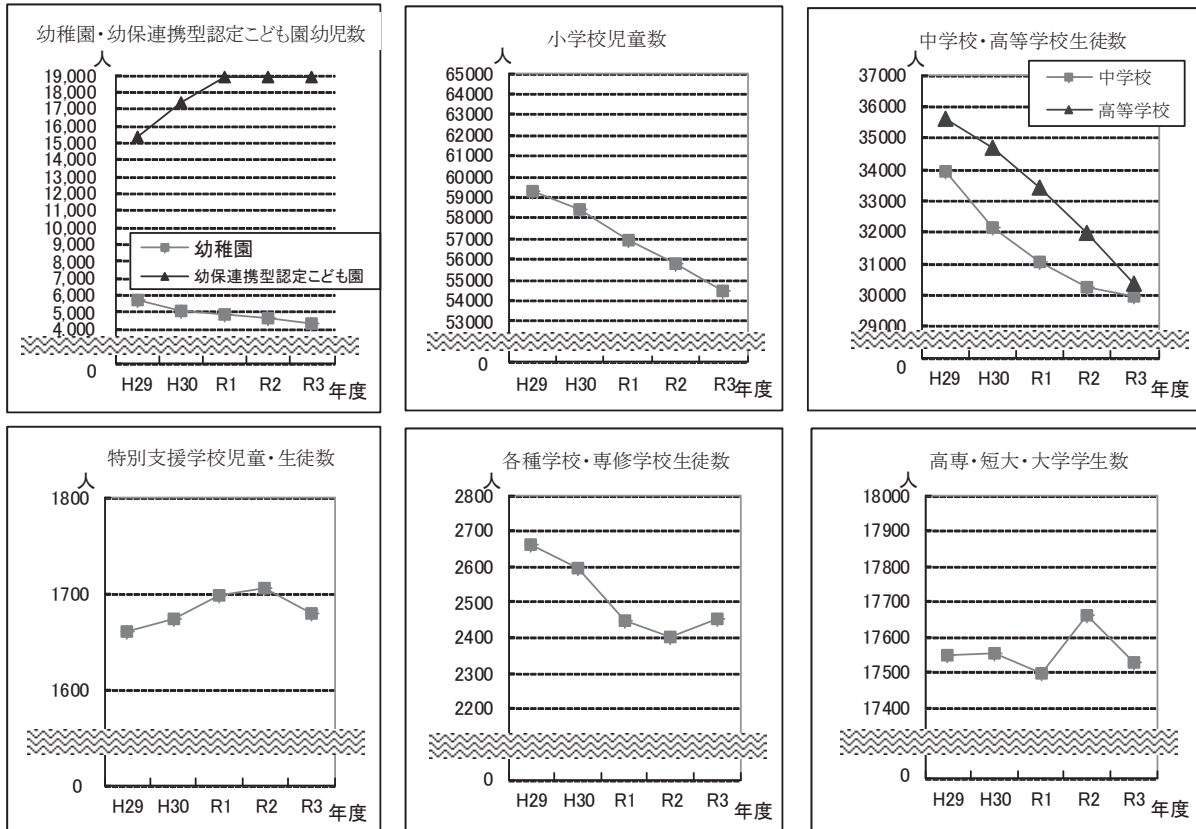 幼稚園・幼保連携型認定こども園幼児数
人
19,000
18,000
17,000
16,000
15,000
14,000
13,000
12,000
11,000
10,000
9,000
8,000
7,000
6,000
5,000
4,000
0
幼稚園
幼保連携型認定こども園
H29 H30 R1 R2 R3 年度
小学校児童数
人
65000
64000
63000
62000
61000
60000
59000
58000
57000
56000
55000
54000
53000
0
H29 H30 R1 R2 R3 年度
中学校・高等学校生徒数
人
37000
36000
35000
34000
33000
32000
31000
30000
29000
0
中学校
高等学校
H29 H30 R1 R2 R3 年度
特別支援学校児童・生徒数
人
1800
1700
1600
0
H29 H30 R1 R2 R3 年度
各種学校・専修学校生徒数
人
2800
2700
2600
2500
2400
2300
2200
0
H29 H30 R1 R2 R3 年度
高専・短大・大学学生数
人
18000
17900
17800
17700
17600
17500
17400
0
H29 H30 R1 R2 R3 年度